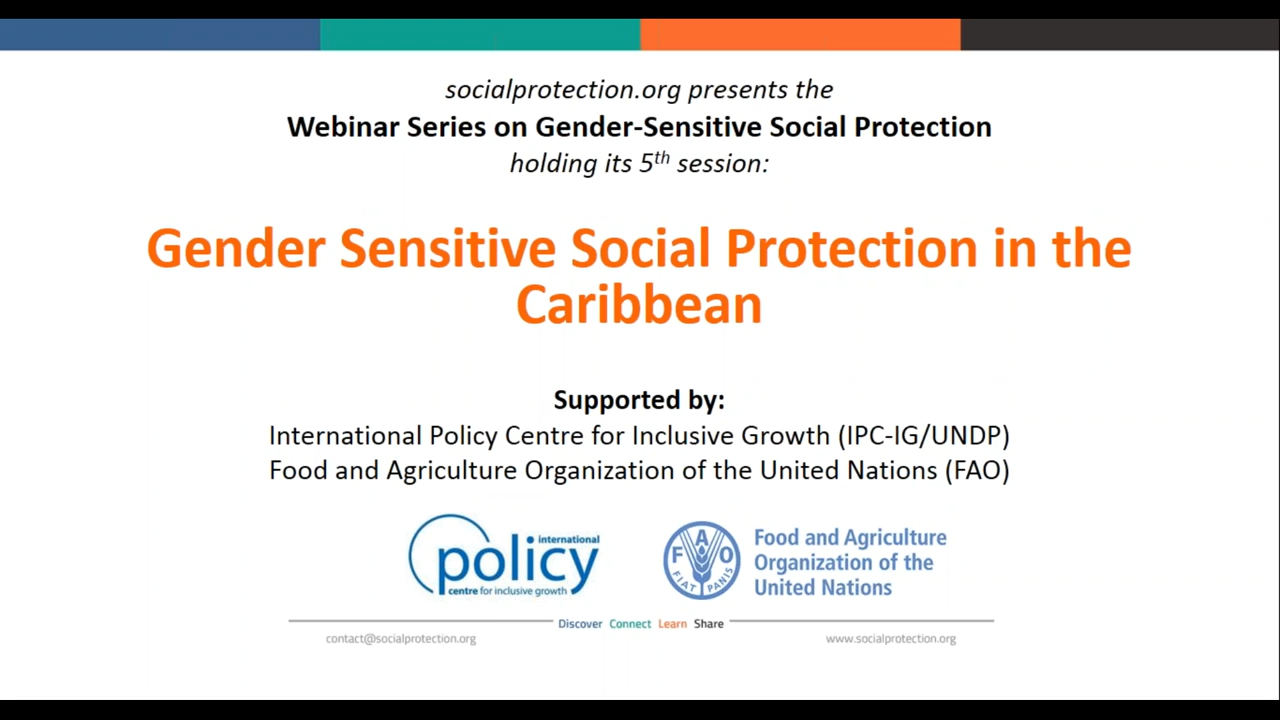 socialprotection.org presents the
Webinar Series on Gender-Sensitive Social Protection
holding its 5th session:
Gender Sensitive Social Protection in the
Caribbean
Supported by:
International Policy Centre for Inclusive Growth (IPC-IG/UNDP)
Food and Agriculture Organization of the United Nations (FAO)
international
policy
centre for inclusive growth
F A O
FIAT PANIS
Food and Agriculture
Organization of the
United Nations
Discover Connect Learn Share
contact@socialprotection.org
www.socialprotection.org